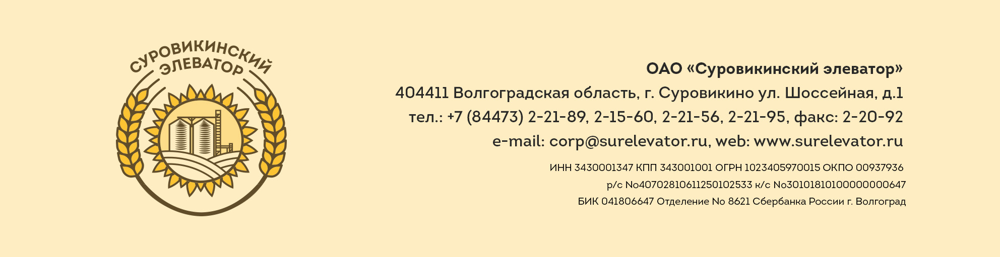 СУРОВИКИНСКИЙ
ЭЛЕВАТОР
ОАО «Суровикинский элеватор»
404411 Волгоградская область, г. Суровикино ул. Шоссейная, д.1
тел.: +7 (84473) 2-21-89, 2-15-60, 2-21-56, 2-21-95, факс: 2-20-92
e-mail: corp@surelevator.ru, web: www.surelevator.ru
ИНН 3430001347 КПП 343001001 ОГРН 1023405970015 ОКПО 00937936
р/с No40702810611250102533 к/с No30101810100000000647
БИК 041806647 Отделение No 8621 Сбербанка России г. Волгоград